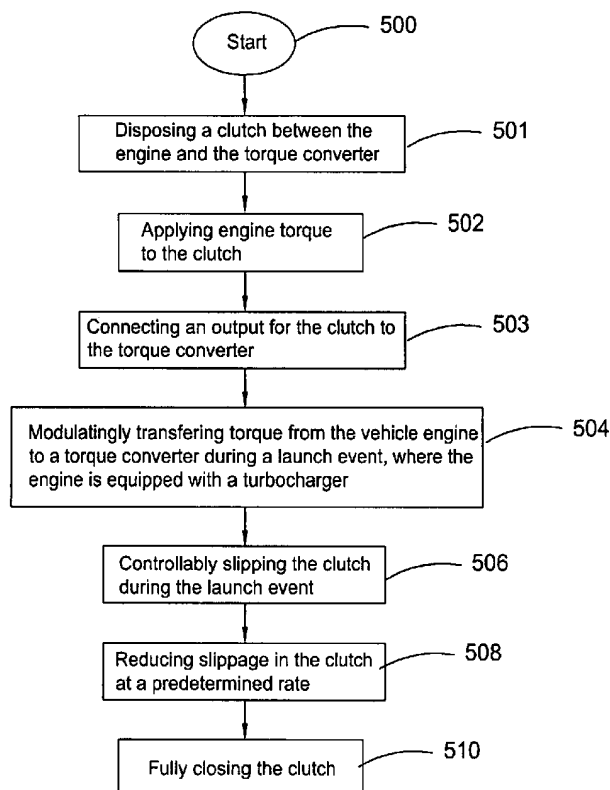 Start
500
Disposing a clutch between the
engine and the torque converter
501
Applying engine torque
to the clutch
502
Connecting an output for the clutch to
the torque converter
503
Modulatingly transfering torque from the vehicle engine
to a torque converter during a launch event, where the
engine is equipped with a turbocharger
504
Controllably slipping the clutch
during the launch event
506
Reducing slippage in the clutch
at a predetermined rate
508
Fully closing the clutch
510